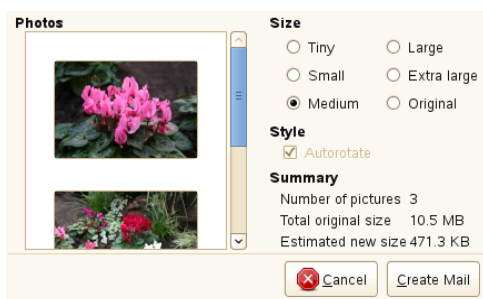 Photos
Size
Tiny
Large
Small
Extra large
Medium
Original
Style
Autorotate
Summary
Number of pictures 3
Total original size 10.5 MB
Estimated new size 471.3 KB
Cancel
Create Mail